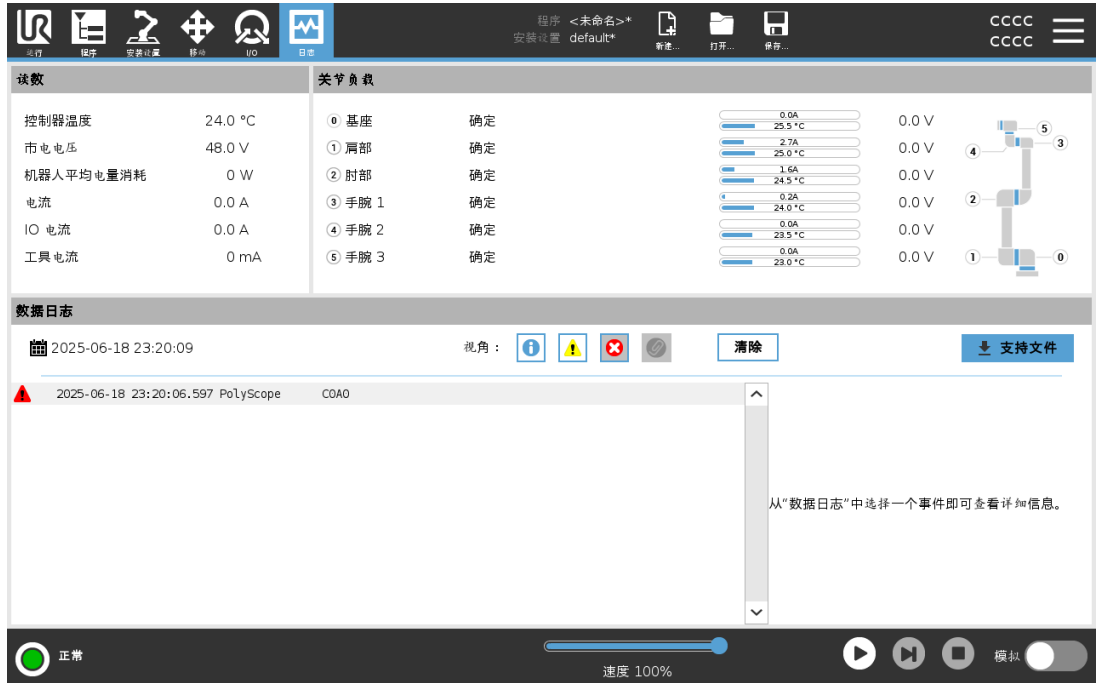 UR
运行
程序
安装设置
移动
I/O
日志
程序 <未命名>*
安装设置 default*
新建...
打开...
保存...
CCCC
CCCC
读数
关节负载
控制器温度 24.0 °C
市电电压 48.0 V
机器人平均电量消耗 0 W
电流 0.0 A
IO 电流 0.0 A
工具电流 0 mA
0 基座 确定 0.0A 25.5 °C 0.0 V
1 肩部 确定 2.7A 25.0 °C 0.0 V
2 肘部 确定 1.6A 24.5 °C 0.0 V
3 手腕 1 确定 0.2A 24.0 °C 0.0 V
4 手腕 2 确定 0.0A 23.5 °C 0.0 V
5 手腕 3 确定 0.0A 23.0 °C 0.0 V
5
3
4
2
1
0
数据日志
2025-06-18 23:20:09
视角：
清除
支持文件
2025-06-18 23:20:06.597 PolyScope C0A0
从“数据日志”中选择一个事件即可查看详细信息。
正常
速度 100%
模拟